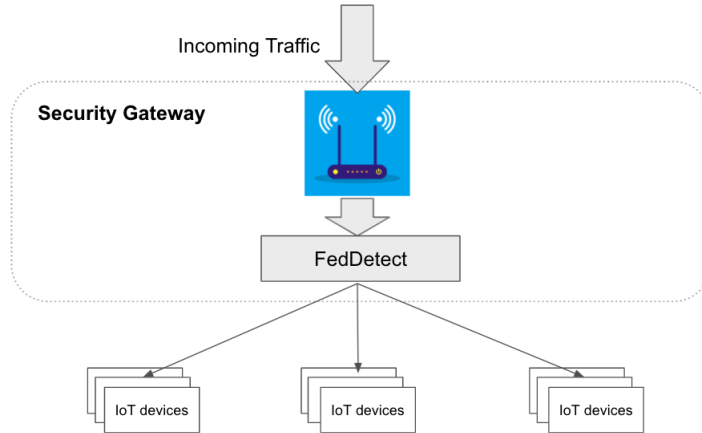 Incoming Traffic
Security Gateway
FedDetect
IoT devices
IoT devices
IoT devices